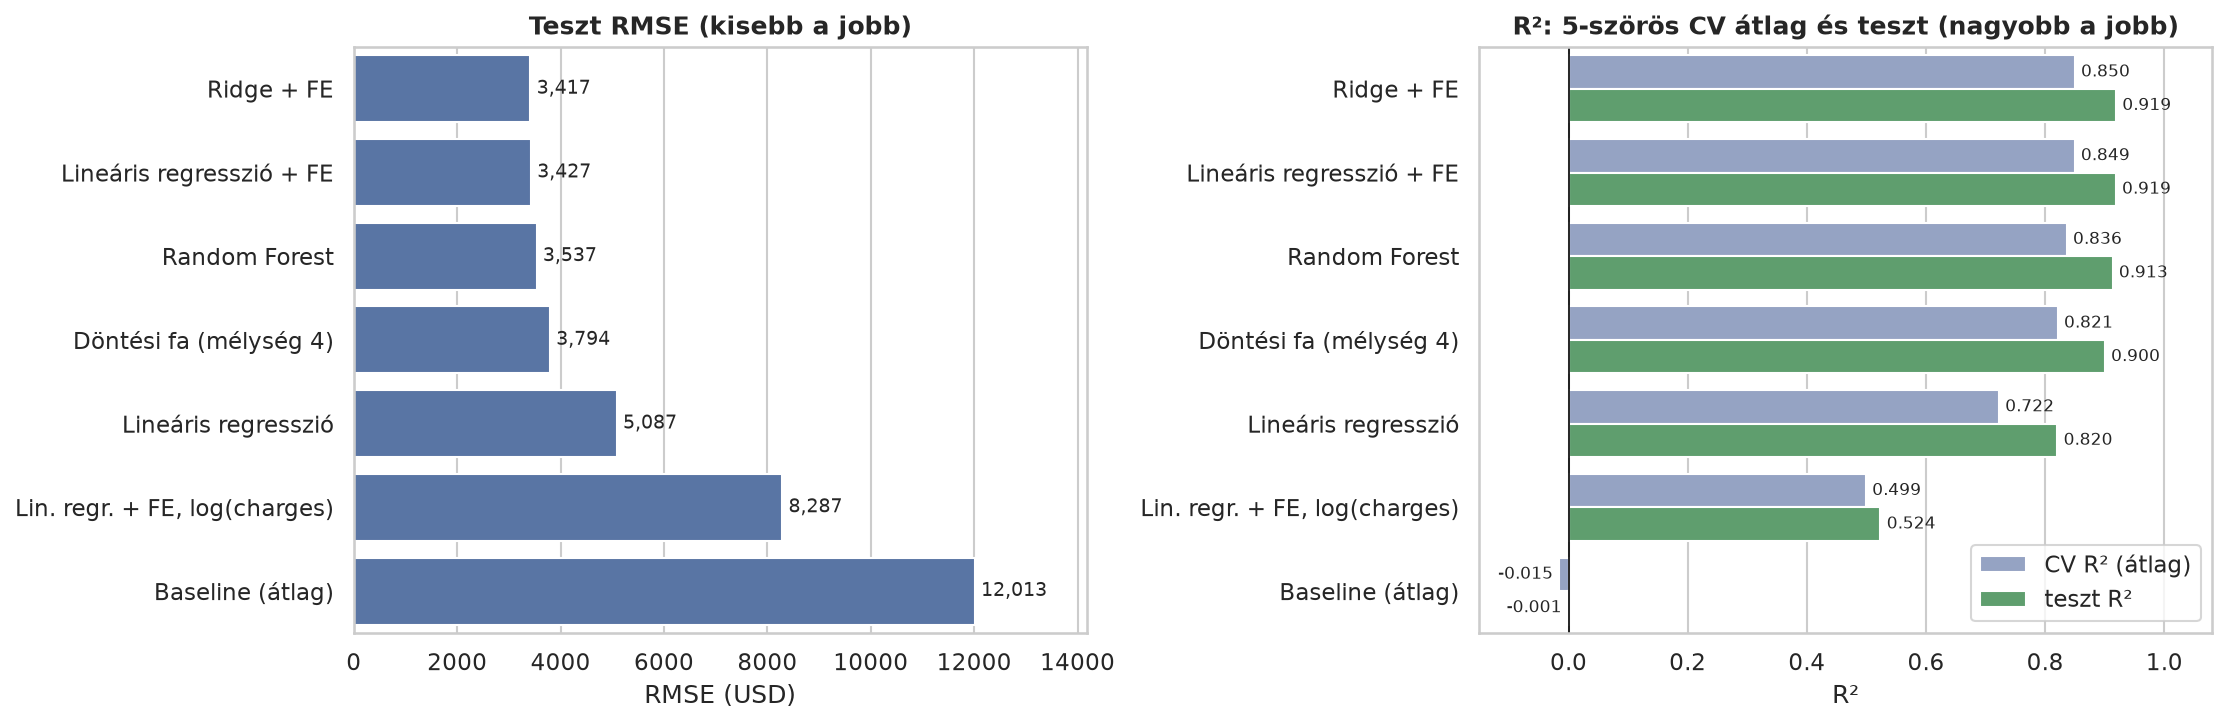 Teszt RMSE (kisebb a jobb)
Ridge + FE
3,417
Lineáris regresszió + FE
3,427
Random Forest
3,537
Döntési fa (mélység 4)
3,794
Lineáris regresszió
5,087
Lin. regr. + FE, log(charges)
8,287
Baseline (átlag)
12,013
0 2000 4000 6000 8000 10000 12000 14000
RMSE (USD)
R²: 5-szörös CV átlag és teszt (nagyobb a jobb)
Ridge + FE
0.850
0.919
Lineáris regresszió + FE
0.849
0.919
Random Forest
0.836
0.913
Döntési fa (mélység 4)
0.821
0.900
Lineáris regresszió
0.722
0.820
Lin. regr. + FE, log(charges)
0.499
0.524
Baseline (átlag)
-0.015
-0.001
CV R² (átlag)
teszt R²
0.0 0.2 0.4 0.6 0.8 1.0
R²